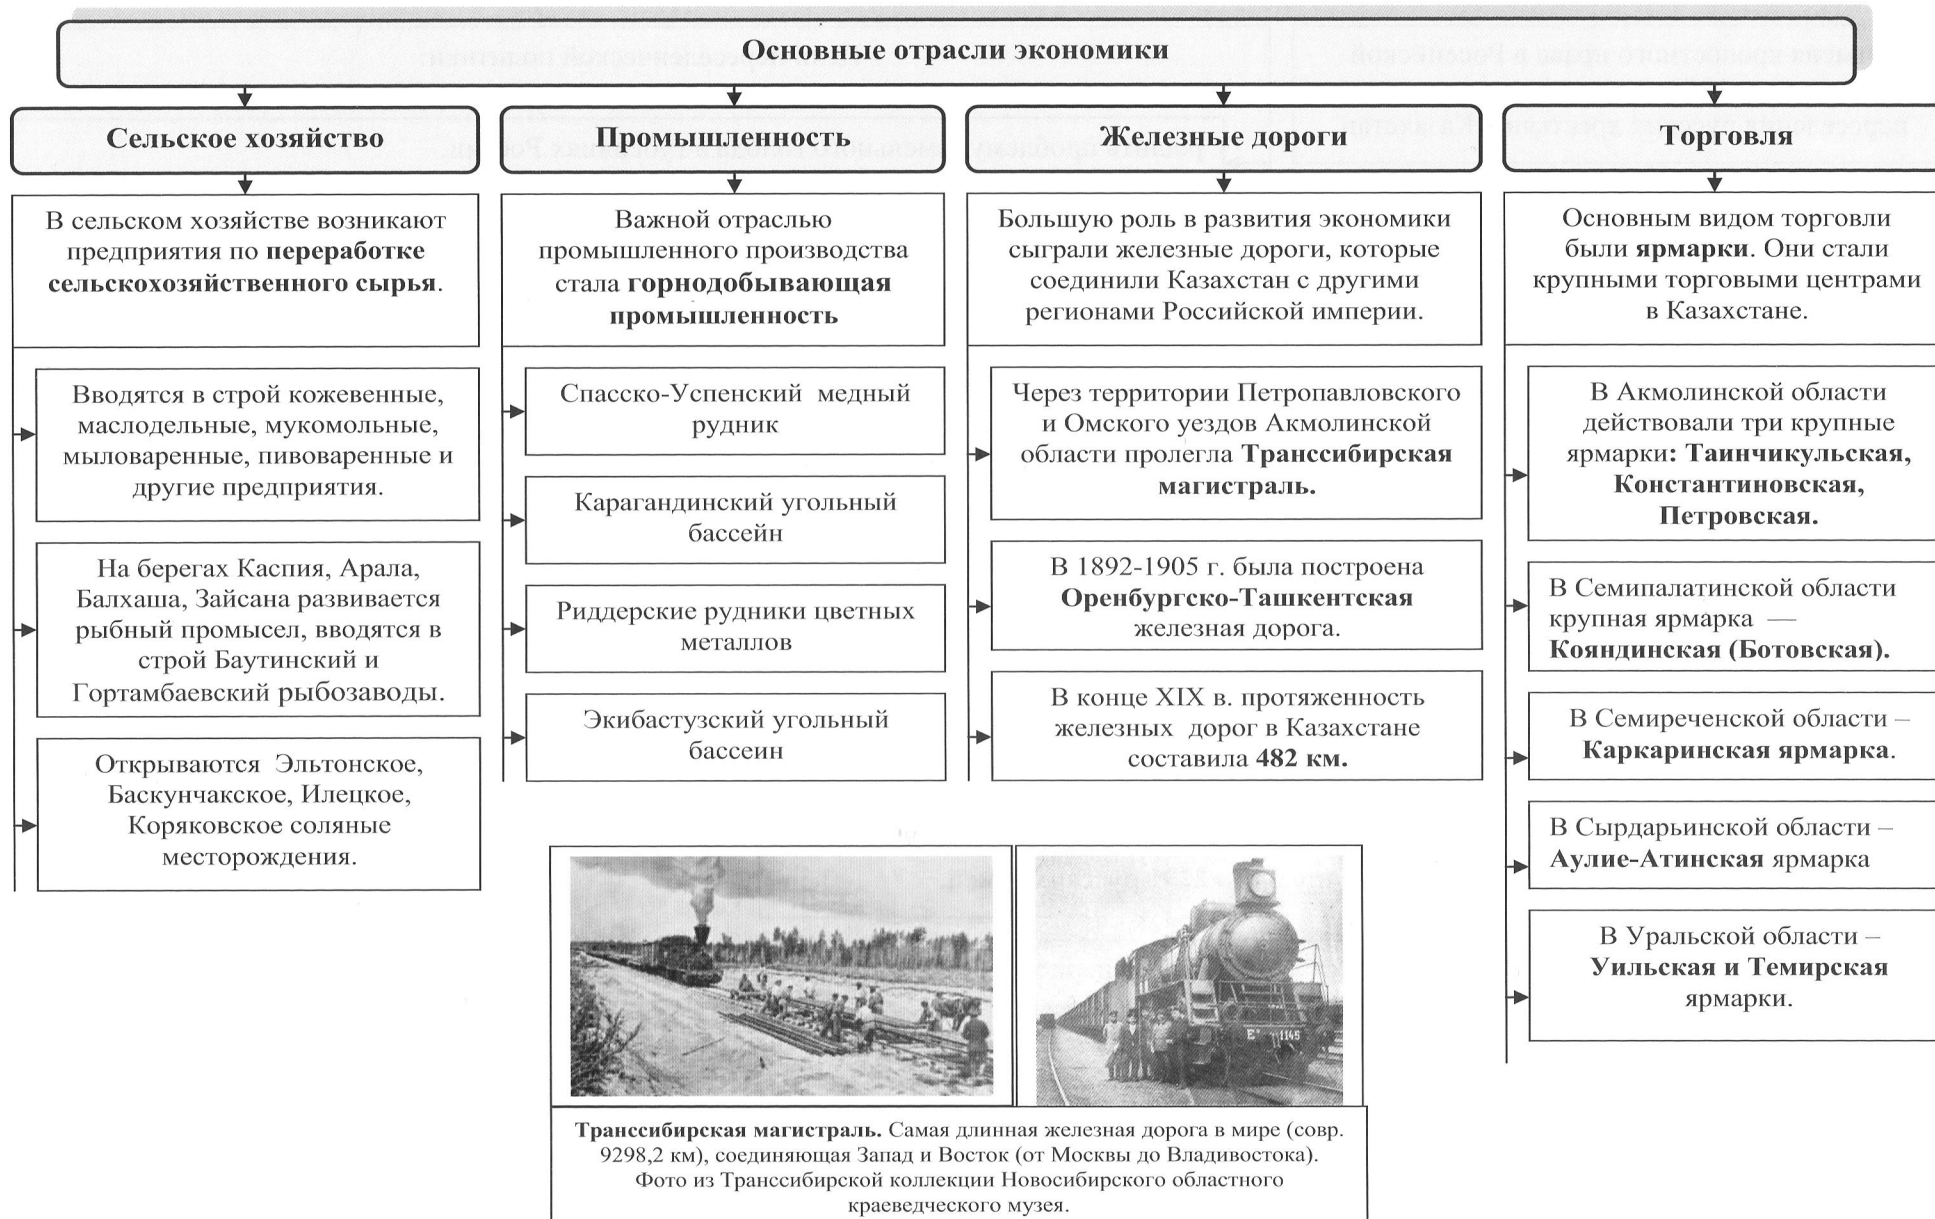 Основные отрасли экономики
Сельское хозяйство
В сельском хозяйстве возникают
предприятия по переработке
сельскохозяйственного сырья.
Вводятся в строй кожевенные,
маслодельные, мукомольные,
мыловаренные, пивоваренные и
другие предприятия.
На берегах Каспия, Арала,
Балхаша, Зайсана развивается
рыбный промысел, вводятся в
строй Баутинский и
Гортамбаевский рыбозаводы.
Открываются Эльтонское,
Баскунчакское, Илецкое,
Коряковское соляные
месторождения.
Промышленность
Важной отраслью
промышленного производства
стала горнодобывающая
промышленность
Спасско-Успенский медный
рудник
Карагандинский угольный
бассейн
Риддерские рудники цветных
металлов
Экибастузский угольный
бассеин
Железные дороги
Большую роль в развития экономики
сыграли железные дороги, которые
соединили Казахстан с другими
регионами Российской империи.
Через территории Петропавловского
и Омского уездов Акмолинской
области пролегла Транссибирская
магистраль.
В 1892-1905 г. была построена
Оренбургско-Ташкентская
железная дорога.
В конце XIX в. протяженность
железных дорог в Казахстане
составила 482 км.
Торговля
Основным видом торговли
были ярмарки. Они стали
крупными торговыми центрами
в Казахстане.
В Акмолинской области
действовали три крупные
ярмарки: Таинчикульская,
Константиновская,
Петровская.
В Семипалатинской области
крупная ярмарка —
Кояндинская (Ботовская).
В Семиреченской области –
Каркаринская ярмарка.
В Сырдарьинской области –
Аулие-Атинская ярмарка
В Уральской области –
Уильская и Темирская
ярмарки.
Е 1145
Транссибирская магистраль. Самая длинная железная дорога в мире (совр.
9298,2 км), соединяющая Запад и Восток (от Москвы до Владивостока).
Фото из Транссибирской коллекции Новосибирского областного
краеведческого музея.